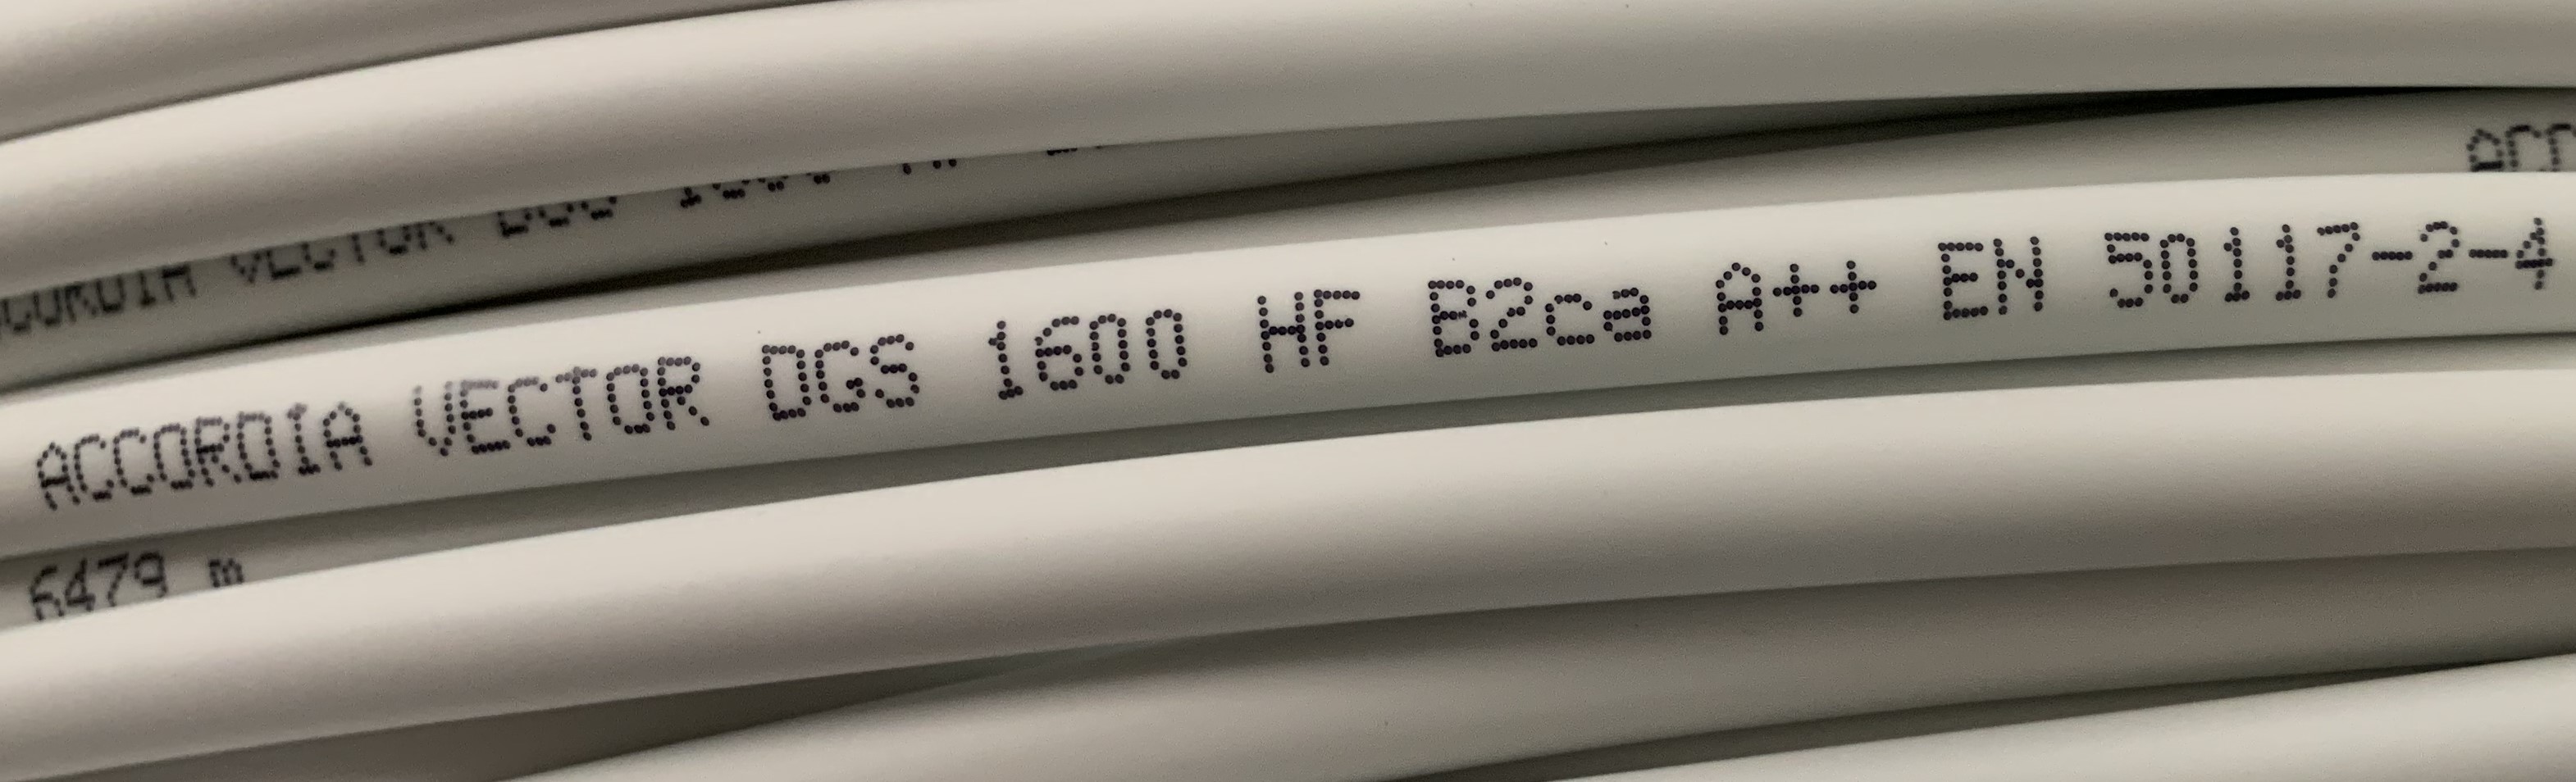 ACCORDIA VECTOR DGS 1600 HF B2ca A++ EN 50117-2-4
6479 m